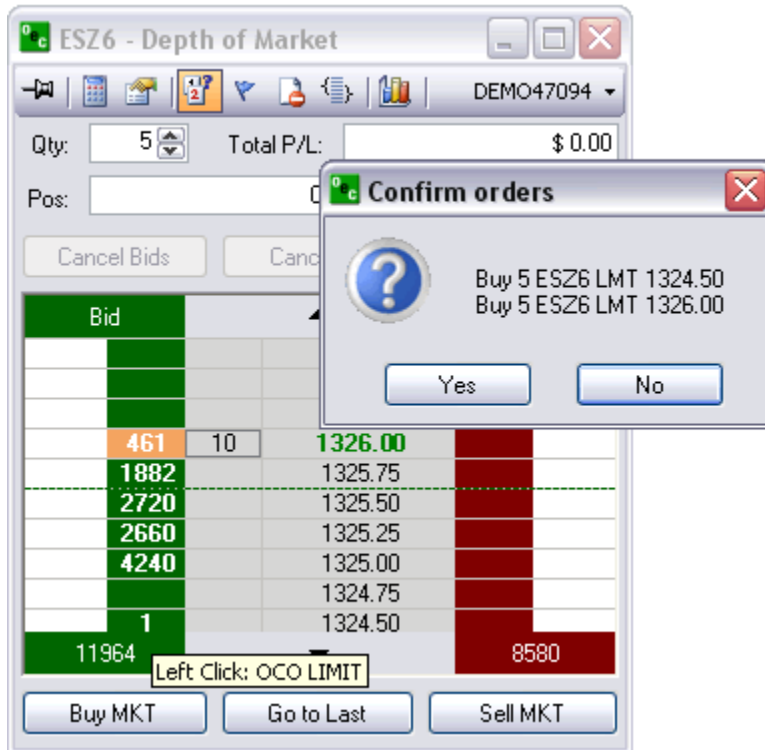 Oec ESZ6 - Depth of Market
DEMO47094
Qty: 5 Total P/L: $ 0.00
Pos:
Oec Confirm orders
Buy 5 ESZ6 LMT 1324.50
Buy 5 ESZ6 LMT 1326.00
Yes No
Cancel Bids
Bid
461 10 1326.00
1882 1325.75
2720 1325.50
2660 1325.25
4240 1325.00
1324.75
1 1324.50
11964 8580
Left Click: OCO LIMIT
Buy MKT Go to Last Sell MKT